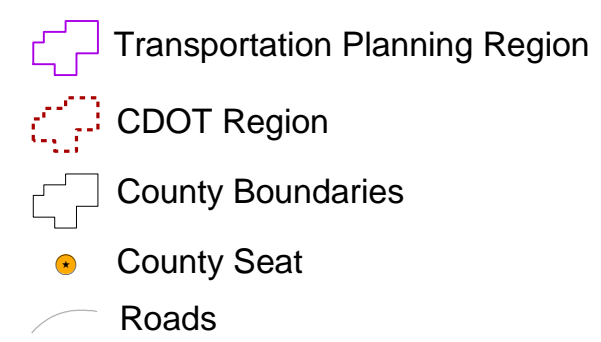 Transportation Planning Region
CDOT Region
County Boundaries
County Seat
Roads